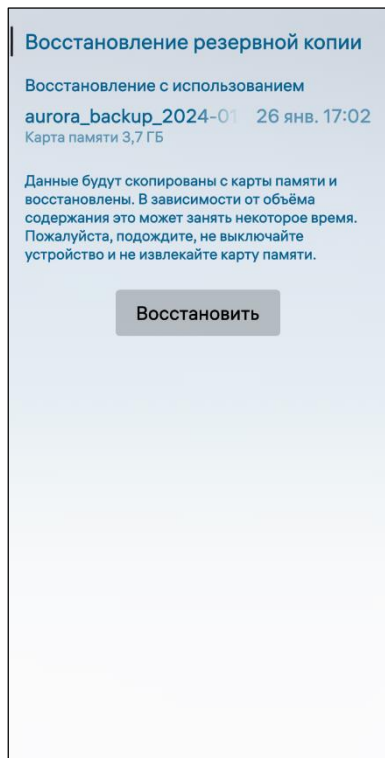 Восстановление резервной копии
Восстановление с использованием
aurora_backup_2024-01 26 янв. 17:02
Карта памяти 3,7 ГБ
Данные будут скопированы с карты памяти и
восстановлены. В зависимости от объёма
содержания это может занять некоторое время.
Пожалуйста, подождите, не выключайте
устройство и не извлекайте карту памяти.
Восстановить